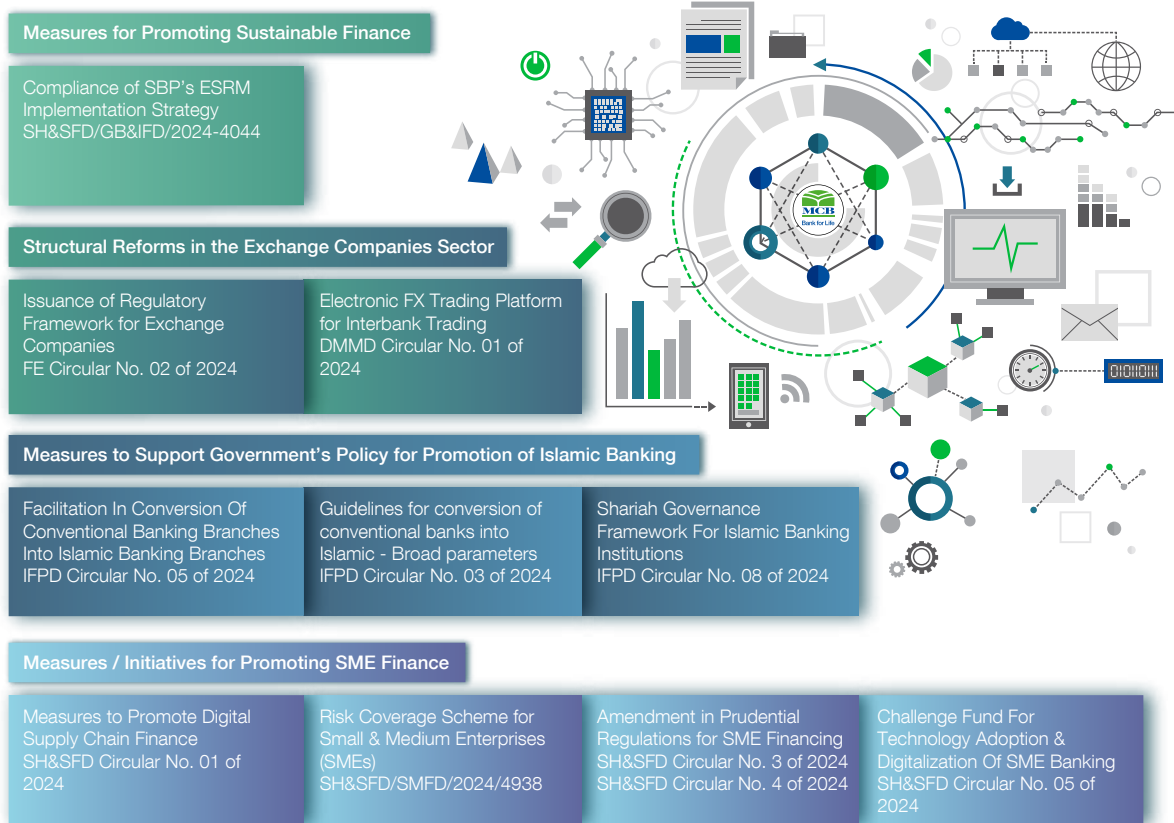 Measures for Promoting Sustainable Finance
Compliance of SBP's ESRM
Implementation Strategy
SH&SFD/GB&IFD/2024-4044
MCB
Bank for Life
Structural Reforms in the Exchange Companies Sector
Issuance of Regulatory
Framework for Exchange
Companies
FE Circular No. 02 of 2024
Electronic FX Trading Platform
for Interbank Trading
DMMD Circular No. 01 of
2024
01011011
Measures to Support Government's Policy for Promotion of Islamic Banking
Facilitation In Conversion Of
Conventional Banking Branches
Into Islamic Banking Branches
IFPD Circular No. 05 of 2024
Guidelines for conversion of
conventional banks into
Islamic - Broad parameters
IFPD Circular No. 03 of 2024
Shariah Governance
Framework For Islamic Banking
Institutions
IFPD Circular No. 08 of 2024
Measures / Initiatives for Promoting SME Finance
Measures to Promote Digital
Supply Chain Finance
SH&SFD Circular No. 01 of
2024
Risk Coverage Scheme for
Small & Medium Enterprises
(SMEs)
SH&SFD/SMFD/2024/4938
Amendment in Prudential
Regulations for SME Financing
SH&SFD Circular No. 3 of 2024
SH&SFD Circular No. 4 of 2024
Challenge Fund For
Technology Adoption &
Digitalization Of SME Banking
SH&SFD Circular No. 05 of
2024